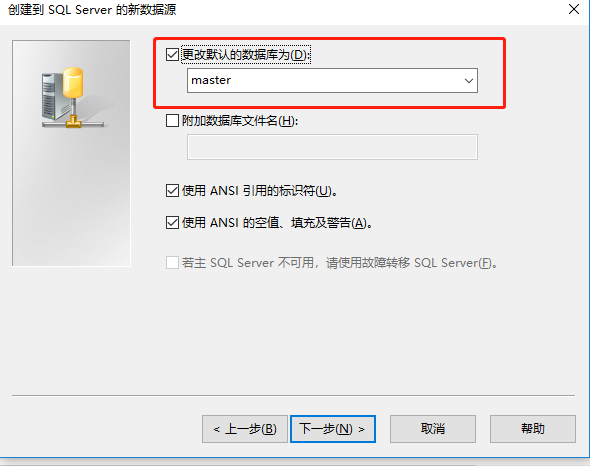 创建到 SQL Server 的新数据源
更改默认的数据库为(D):
master
附加数据库文件名(H):
使用 ANSI 引用的标识符(U)。
使用 ANSI 的空值、填充及警告(A)。
若主 SQL Server 不可用，请使用故障转移 SQL Server(F)。
< 上一步(B) 下一步(N) > 取消 帮助